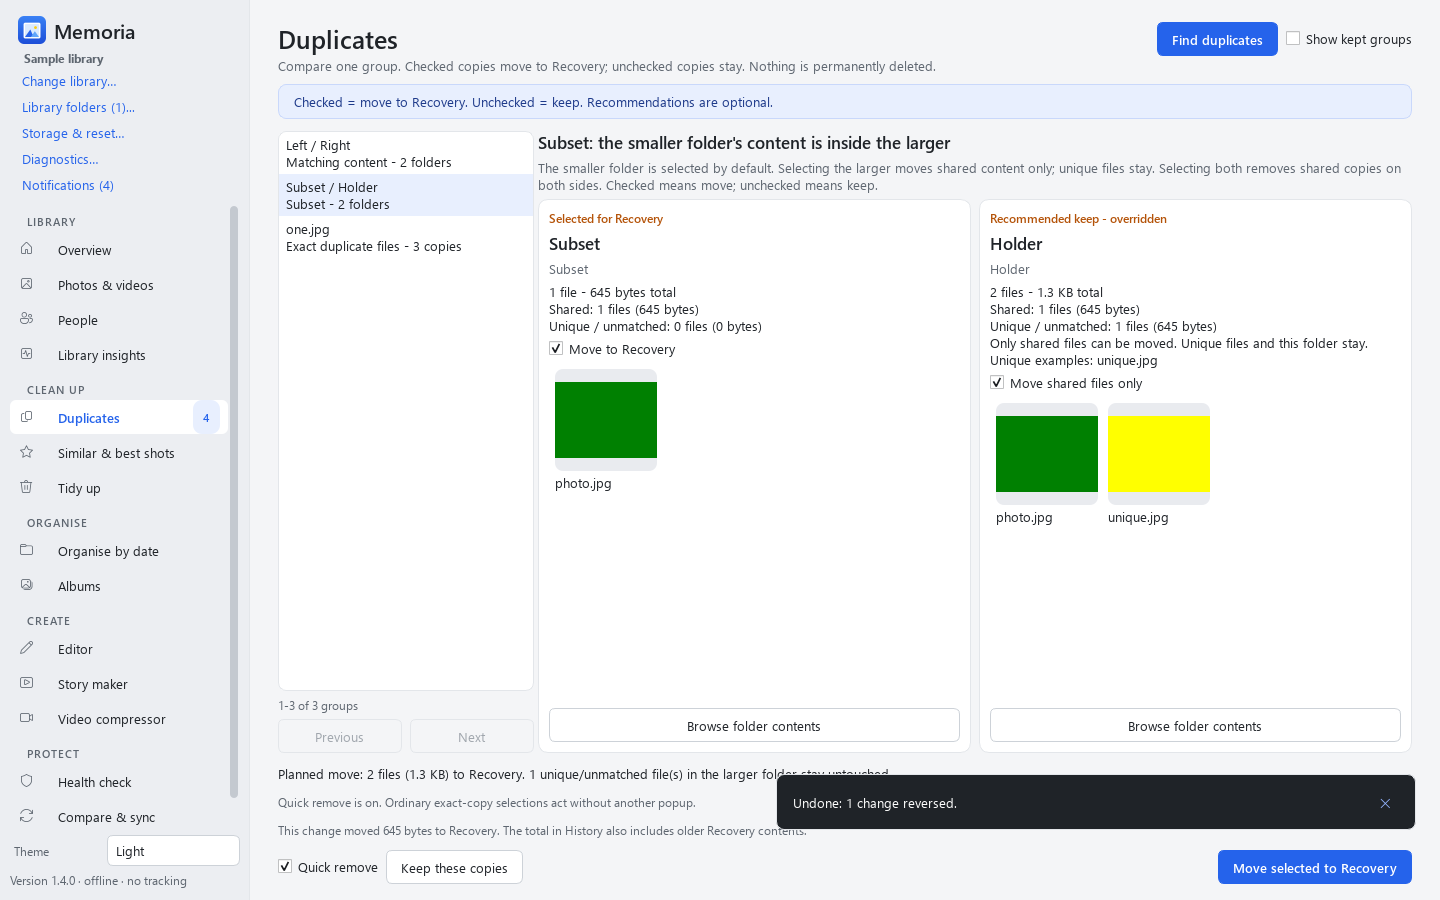 Memoria
Sample library
Change library...
Library folders (1)...
Storage & reset...
Diagnostics...
Notifications (4)
LIBRARY
Overview
Photos & videos
People
Library insights
CLEAN UP
Duplicates 4
Similar & best shots
Tidy up
ORGANISE
Organise by date
Albums
CREATE
Editor
Story maker
Video compressor
PROTECT
Health check
Compare & sync
Theme Light
Version 1.4.0 · offline · no tracking
Duplicates
Find duplicates
Show kept groups
Compare one group. Checked copies move to Recovery; unchecked copies stay. Nothing is permanently deleted.
Checked = move to Recovery. Unchecked = keep. Recommendations are optional.
Left / Right
Matching content - 2 folders
Subset / Holder
Subset - 2 folders
one.jpg
Exact duplicate files - 3 copies
1-3 of 3 groups
Previous Next
Subset: the smaller folder's content is inside the larger
The smaller folder is selected by default. Selecting the larger moves shared content only; unique files stay. Selecting both removes shared copies on
both sides. Checked means move; unchecked means keep.
Selected for Recovery
Subset
Subset
1 file - 645 bytes total
Shared: 1 files (645 bytes)
Unique / unmatched: 0 files (0 bytes)
Move to Recovery
photo.jpg
Browse folder contents
Recommended keep - overridden
Holder
Holder
2 files - 1.3 KB total
Shared: 1 files (645 bytes)
Unique / unmatched: 1 files (645 bytes)
Only shared files can be moved. Unique files and this folder stay.
Unique examples: unique.jpg
Move shared files only
photo.jpg unique.jpg
Browse folder contents
Planned move: 2 files (1.3 KB) to Recovery. 1 unique/unmatched file(s) in the larger folder stay untouched.
Quick remove is on. Ordinary exact-copy selections act without another popup.
This change moved 645 bytes to Recovery. The total in History also includes older Recovery contents.
Undone: 1 change reversed.
Quick remove
Keep these copies
Move selected to Recovery